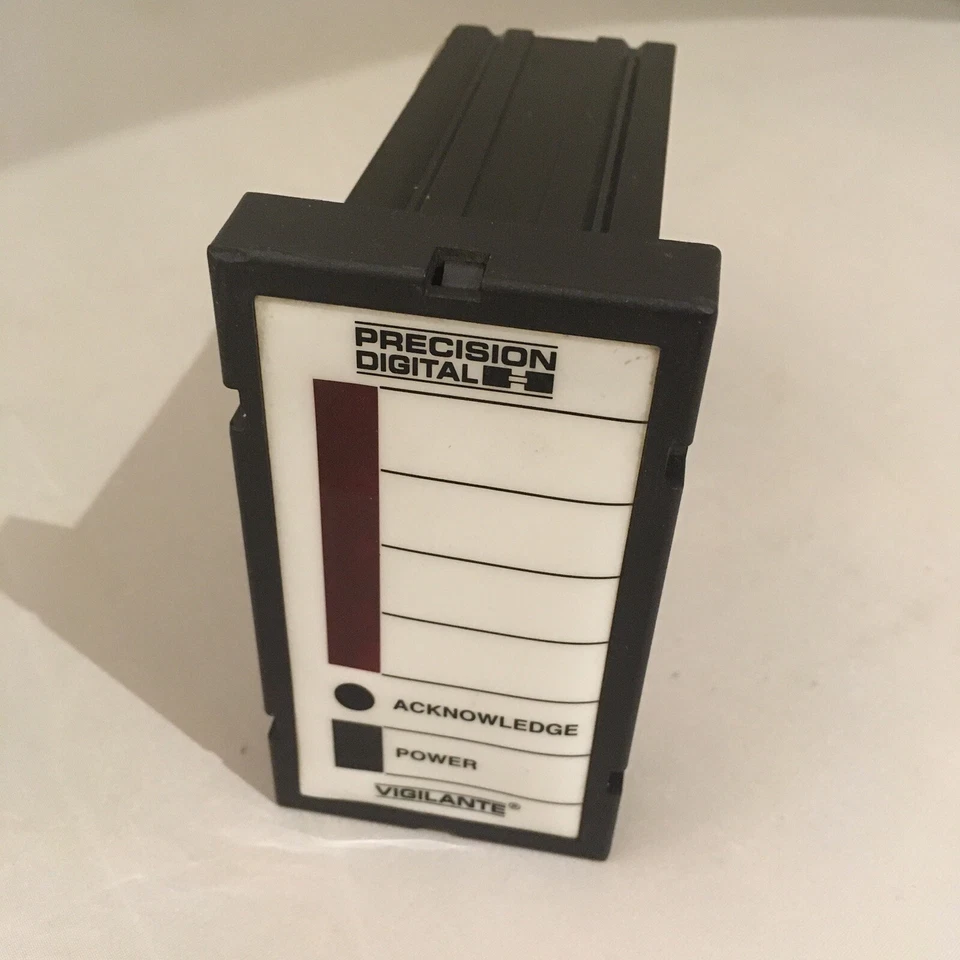 PRECISION
DIGITAL
ACKNOWLEDGE
POWER
ViGiLANTE®